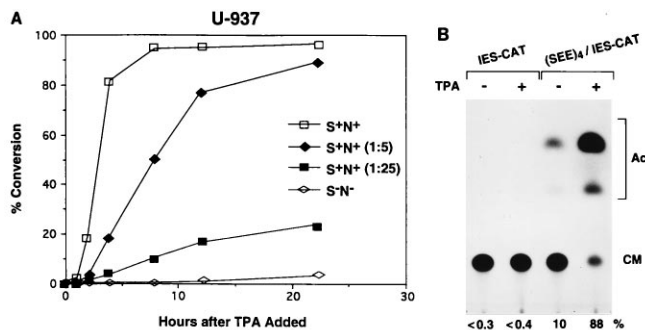 A
U-937
100
80
60
40
20
0
% Conversion
0
10
20
30
Hours after TPA Added
S+N+
S+N+ (1:5)
S+N+ (1:25)
S-N-
B
IES-CAT
(SEE)4 / IES-CAT
TPA
-
+
-
+
Ac
CM
<0.3
<0.4
10
88
%